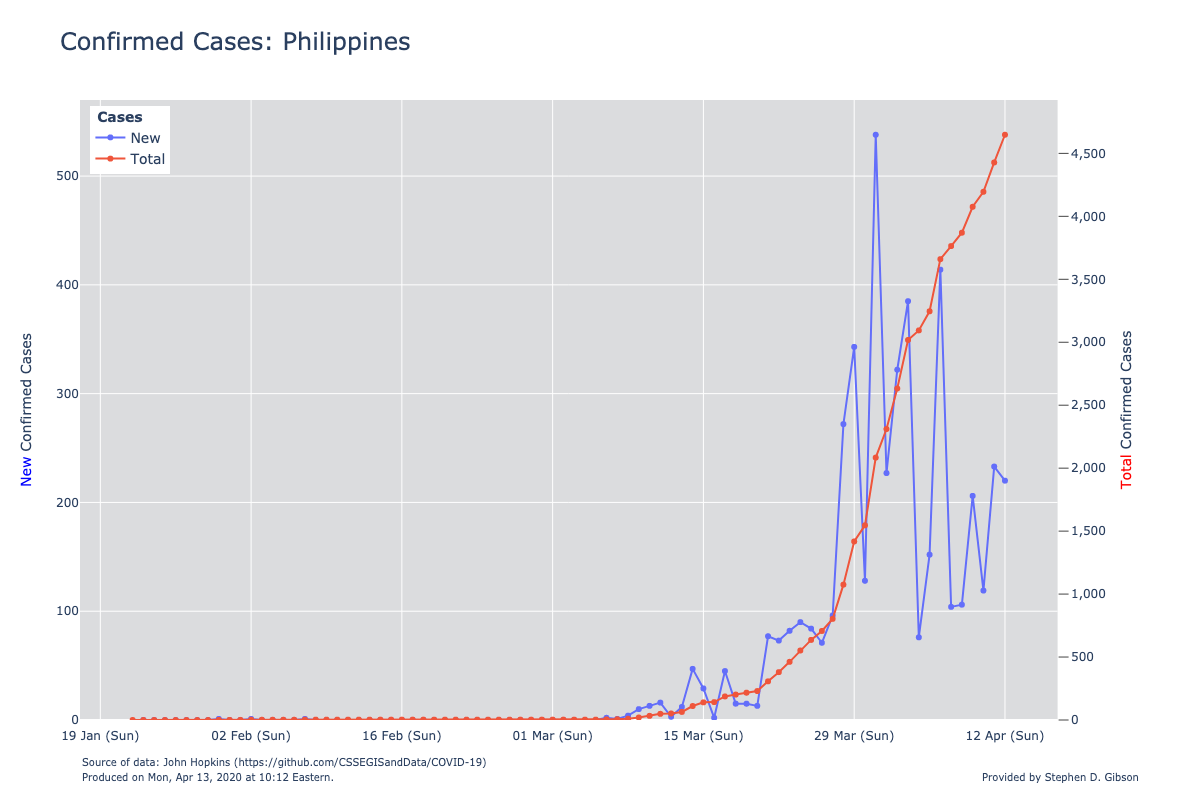 Confirmed Cases: Philippines
Cases
New
Total
500
400
300
200
100
0
New Confirmed Cases
4,500
4,000
3,500
3,000
2,500
2,000
1,500
1,000
500
0
Total Confirmed Cases
19 Jan (Sun)
02 Feb (Sun)
16 Feb (Sun)
01 Mar (Sun)
15 Mar (Sun)
29 Mar (Sun)
12 Apr (Sun)
Source of data: John Hopkins (https://github.com/CSSEGISandData/COVID-19)
Produced on Mon, Apr 13, 2020 at 10:12 Eastern.
Provided by Stephen D. Gibson